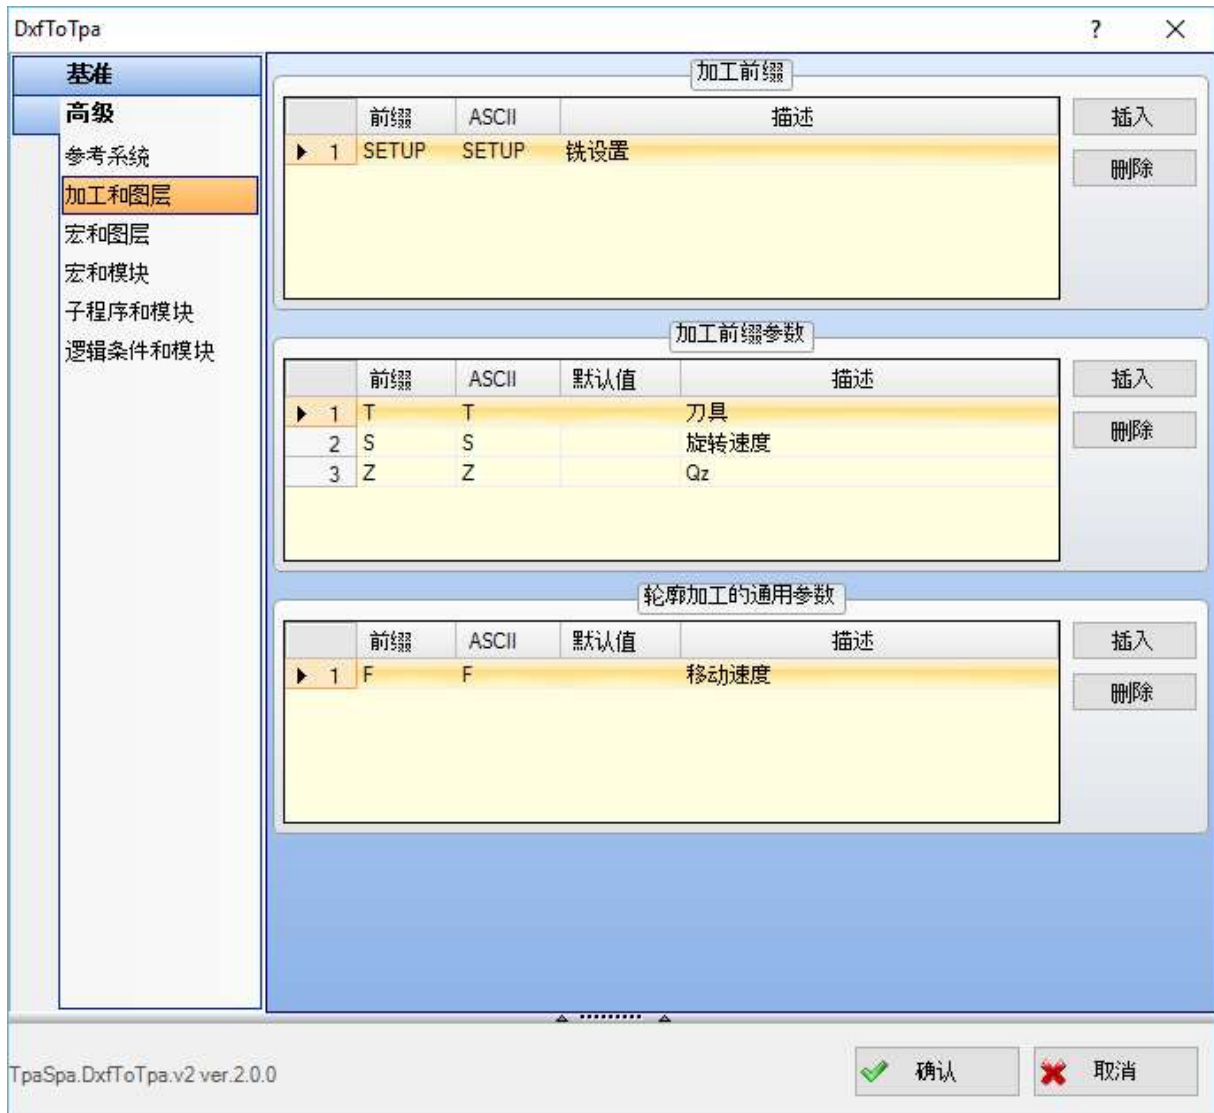 DxfToTpa ?
基准
高级
参考系统
加工和图层
宏和图层
宏和模块
子程序和模块
逻辑条件和模块
加工前缀
前缀 ASCII 描述
1 SETUP SETUP 铣设置
插入
删除
加工前缀参数
前缀 ASCII 默认值 描述
1 T T 刀具
2 S S 旋转速度
3 Z Z Qz
插入
删除
轮廓加工的通用参数
前缀 ASCII 默认值 描述
1 F F 移动速度
插入
删除
TpaSpa.DxfToTpa.v2 ver.2.0.0
确认
取消